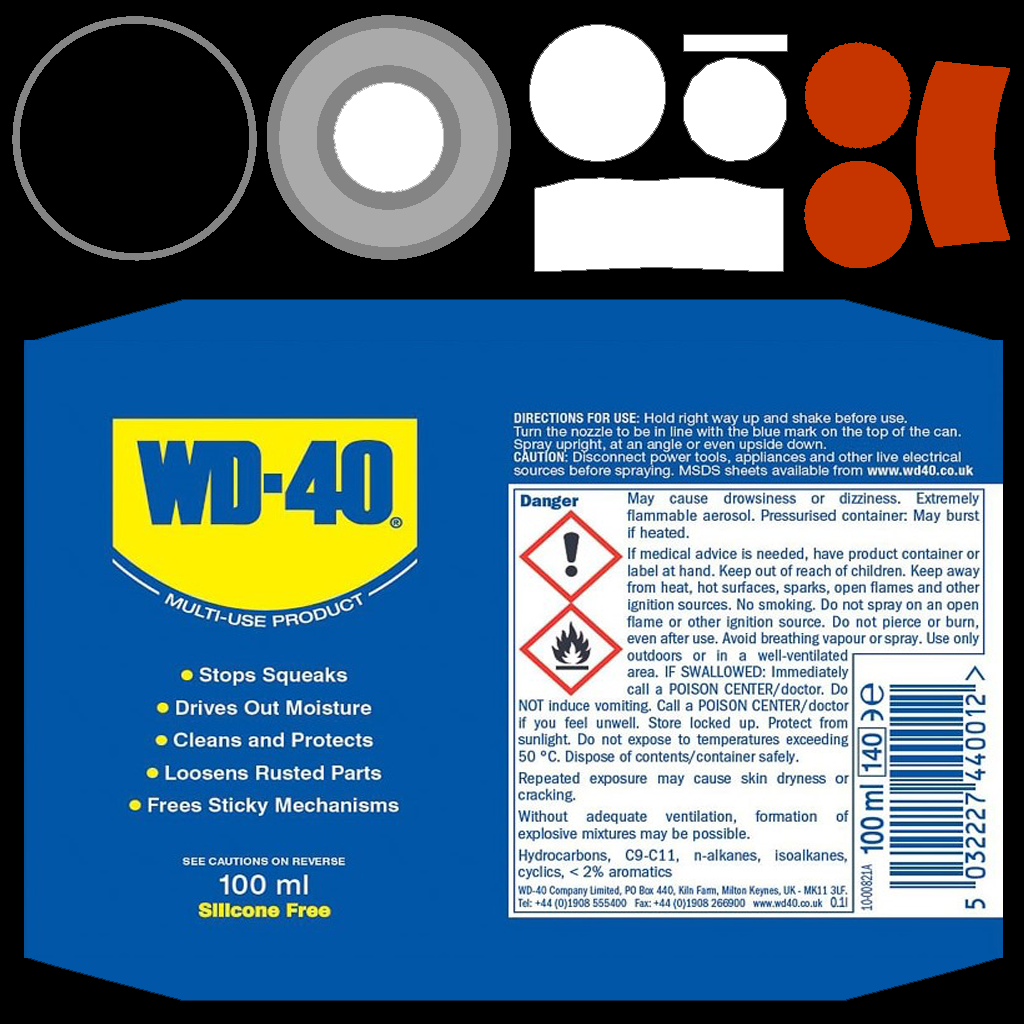 WD-40®
MULTI-USE PRODUCT
• Stops Squeaks
• Drives Out Moisture
• Cleans and Protects
• Loosens Rusted Parts
• Frees Sticky Mechanisms
SEE CAUTIONS ON REVERSE
100 ml
Silicone Free
DIRECTIONS FOR USE: Hold right way up and shake before use.
Turn the nozzle to be in line with the blue mark on the top of the can.
Spray upright, at an angle or even upside down.
CAUTION: Disconnect power tools, appliances and other live electrical
sources before spraying. MSDS sheets available from www.wd40.co.uk
Danger
May cause drowsiness or dizziness. Extremely
flammable aerosol. Pressurised container: May burst
if heated.
If medical advice is needed, have product container or
label at hand. Keep out of reach of children. Keep away
from heat, hot surfaces, sparks, open flames and other
ignition sources. No smoking. Do not spray on an open
flame or other ignition source. Do not pierce or burn,
even after use. Avoid breathing vapour or spray. Use only
outdoors or in a well-ventilated
area. IF SWALLOWED: Immediately
call a POISON CENTER/doctor. Do
NOT induce vomiting. Call a POISON CENTER/doctor
if you feel unwell. Store locked up. Protect from
sunlight. Do not expose to temperatures exceeding
50 °C. Dispose of contents/container safely.
Repeated exposure may cause skin dryness or
cracking.
Without adequate ventilation, formation of
explosive mixtures may be possible.
Hydrocarbons, C9-C11, n-alkanes, isoalkanes,
cyclics, < 2% aromatics
WD-40 Company Limited, PO Box 440, Kiln Farm, Milton Keynes, UK - MK11 3LF.
Tel: +44 (0)1908 555400 Fax: +44 (0)1908 266900 www.wd40.co.uk 0.1l
10-00821A
100 ml 140 ℮
5 032227 440012 >